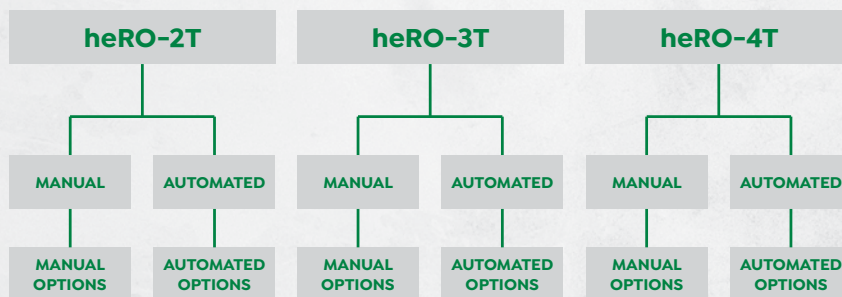 heRO-2T
heRO-3T
heRO-4T
MANUAL
AUTOMATED
MANUAL
AUTOMATED
MANUAL
AUTOMATED
MANUAL
OPTIONS
AUTOMATED
OPTIONS
MANUAL
OPTIONS
AUTOMATED
OPTIONS
MANUAL
OPTIONS
AUTOMATED
OPTIONS